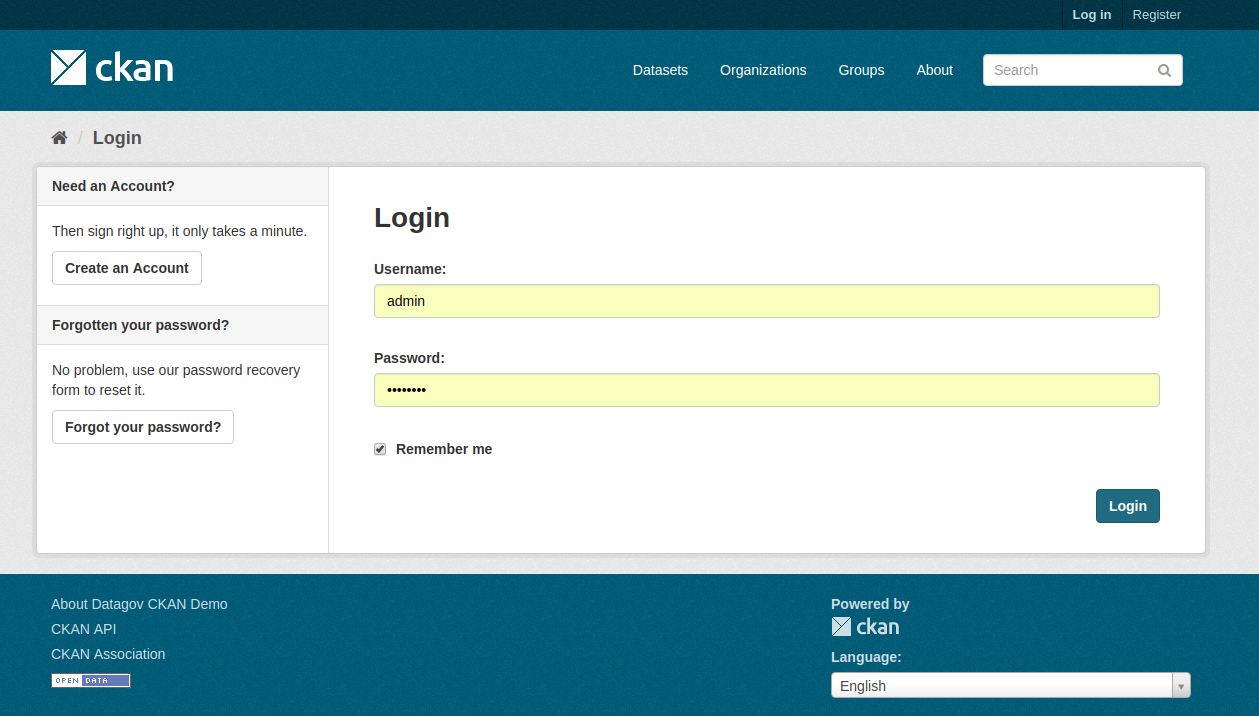 Log in
Register
ckan
Datasets
Organizations
Groups
About
Search
/ Login
Need an Account?
Then sign right up, it only takes a minute.
Create an Account
Forgotten your password?
No problem, use our password recovery
form to reset it.
Forgot your password?
Login
Username:
admin
Password:
••••••••
Remember me
Login
About Datagov CKAN Demo
CKAN API
CKAN Association
OPEN DATA
Powered by
ckan
Language:
English